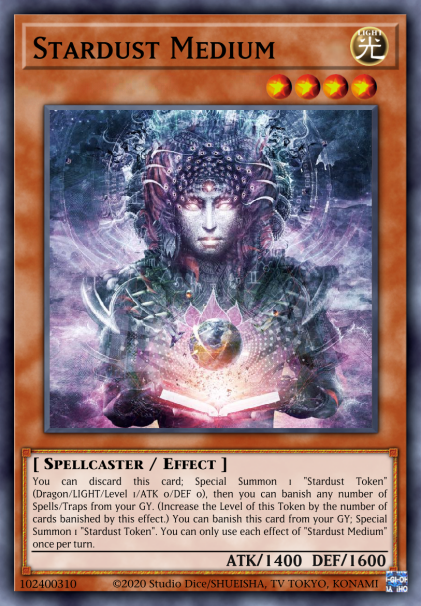 STARDUST MEDIUM
LIGHT
光
[ SPELLCASTER / EFFECT ]
You can discard this card; Special Summon 1 "Stardust Token"
(Dragon/LIGHT/Level 1/ATK 0/DEF 0), then you can banish any number of
Spells/Traps from your GY. (Increase the Level of this Token by the number of
cards banished by this effect.) You can banish this card from your GY; Special
Summon 1 "Stardust Token". You can only use each effect of "Stardust Medium"
once per turn.
ATK/1400 DEF/1600
102400310 ©2020 Studio Dice/SHUEISHA, TV TOKYO, KONAMI